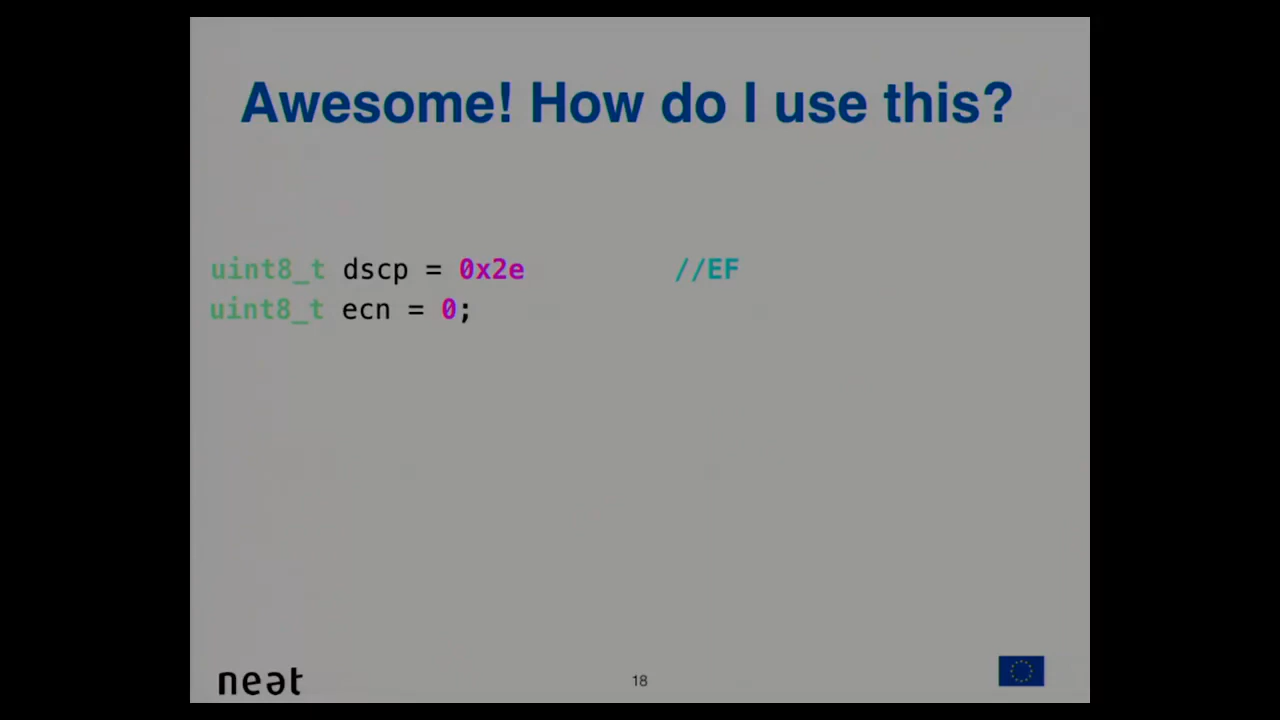 Awesome! How do I use this?
uint8_t dscp = 0x2e //EF
uint8_t ecn = 0;
neət
18